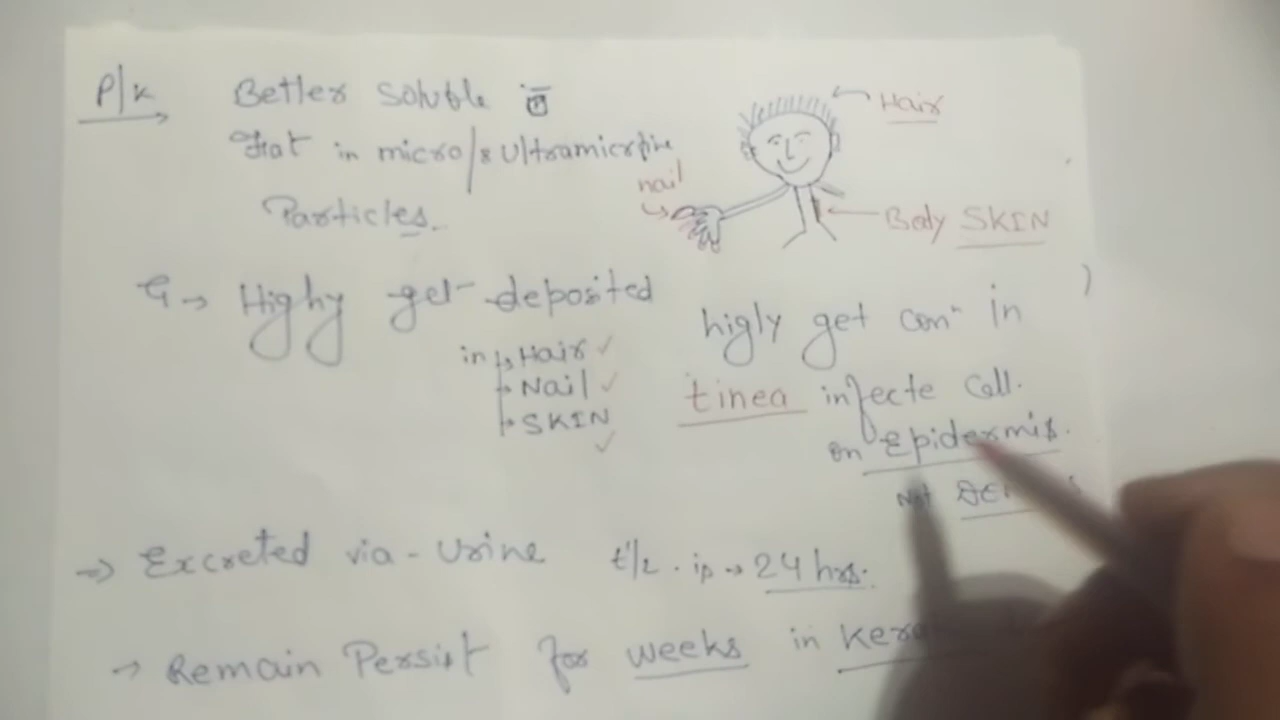 P/K Better soluble c̄
Fat in micro/& Ultramicrofine
Particles.
Hair
nail
Body SKIN
G → Highy get deposited
in → Hair ✓
→ Nail ✓
→ SKIN ✓
higly get conⁿ in
tinea infecte cell.
on Epidermis.
Not
⇒ Excreted via - Urine t1/2 . is → 24 hrs.
→ Remain Persist for weeks in